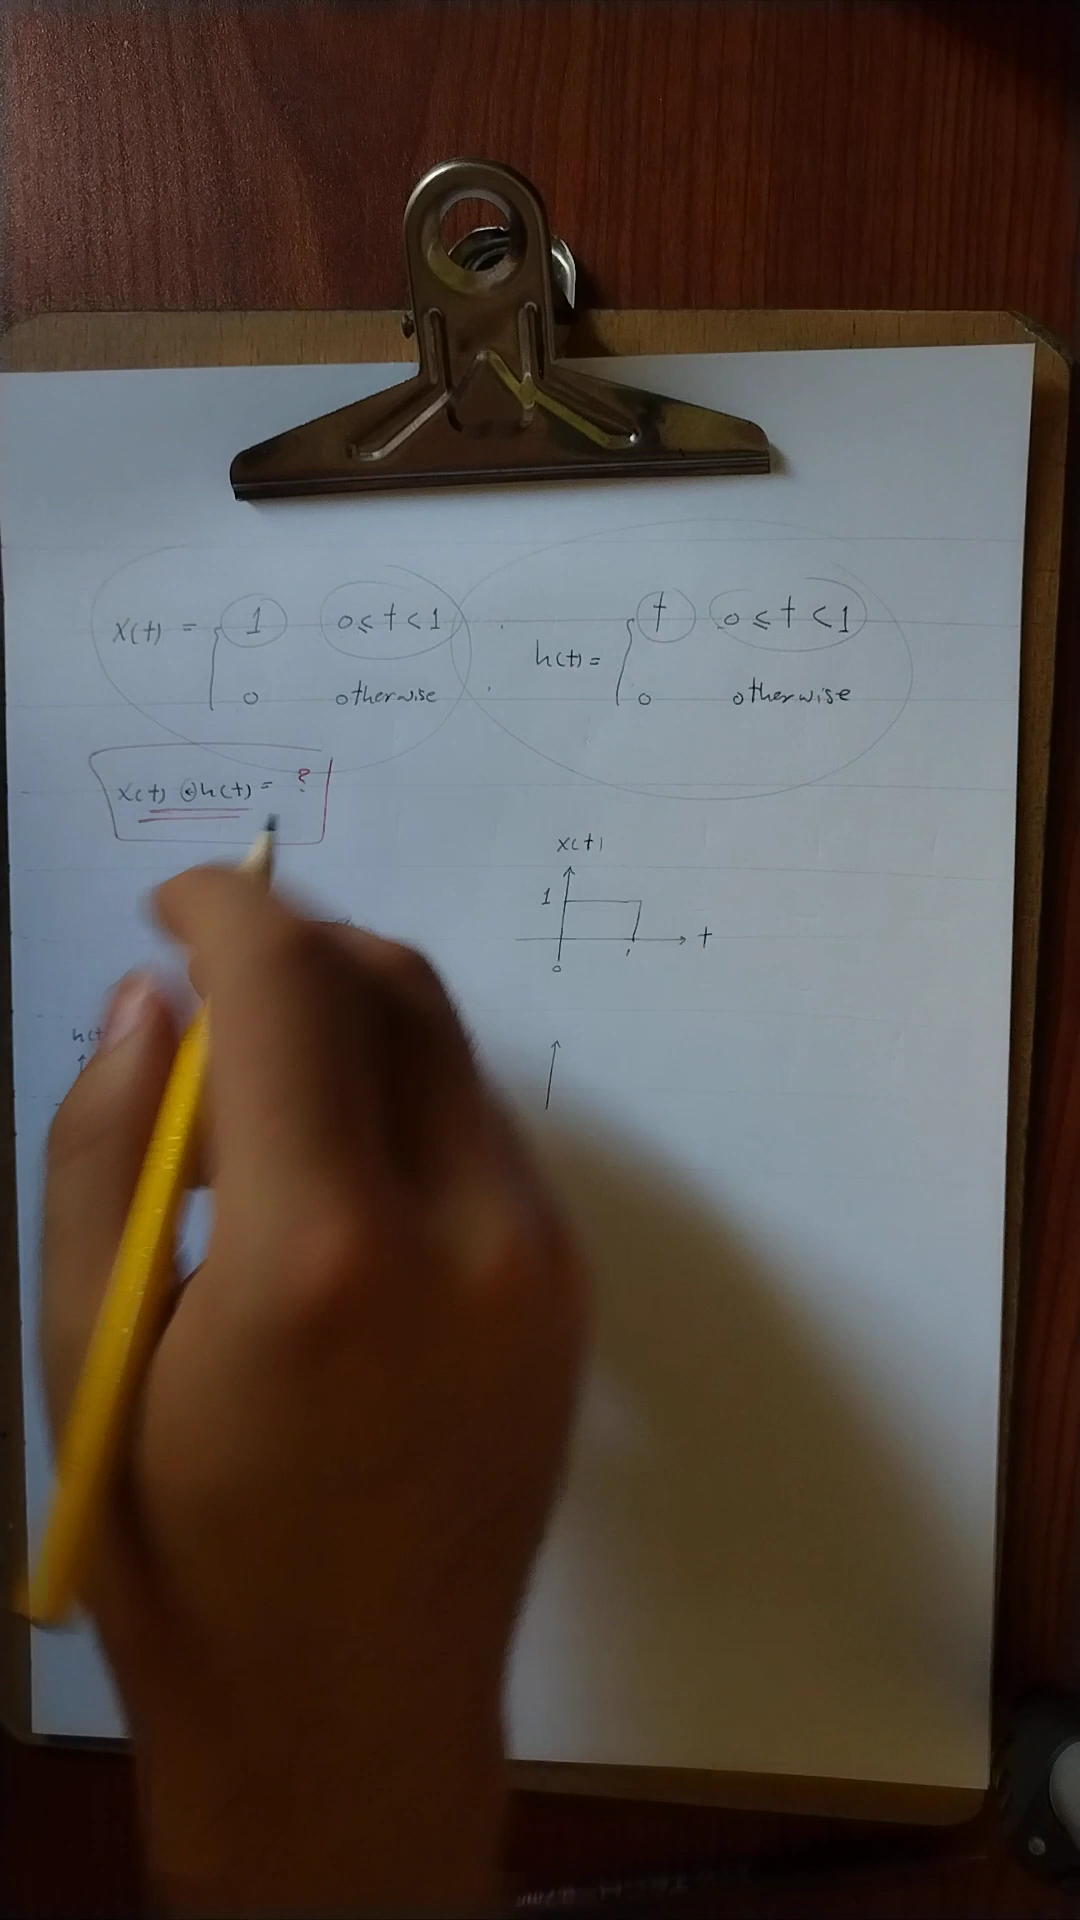 x(t) = { 1 0 ⩽ t < 1
0 otherwise
h(t) = { t 0 ⩽ t < 1
0 otherwise
x(t) ⊛ h(t) = ?
x(t)
1
t
0 1
h(t